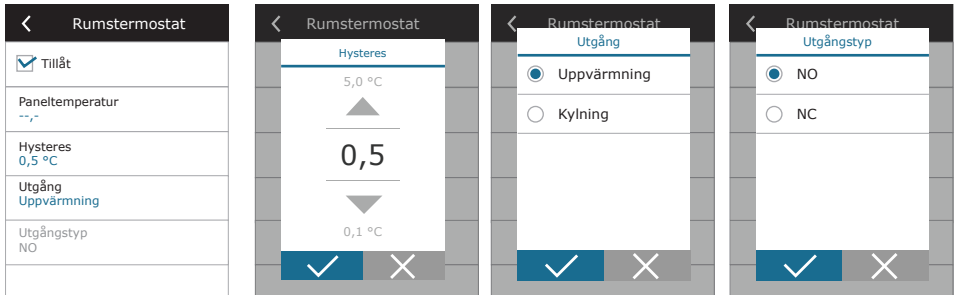 Rumstermostat
Tillåt
Paneltemperatur
--,-
Hysteres
0,5 °C
Utgång
Uppvärmning
Utgångstyp
NO
Rumstermostat
Hysteres
5,0 °C
0,5
0,1 °C
Rumstermostat
Utgång
Uppvärmning
Kylning
Rumstermostat
Utgångstyp
NO
NC